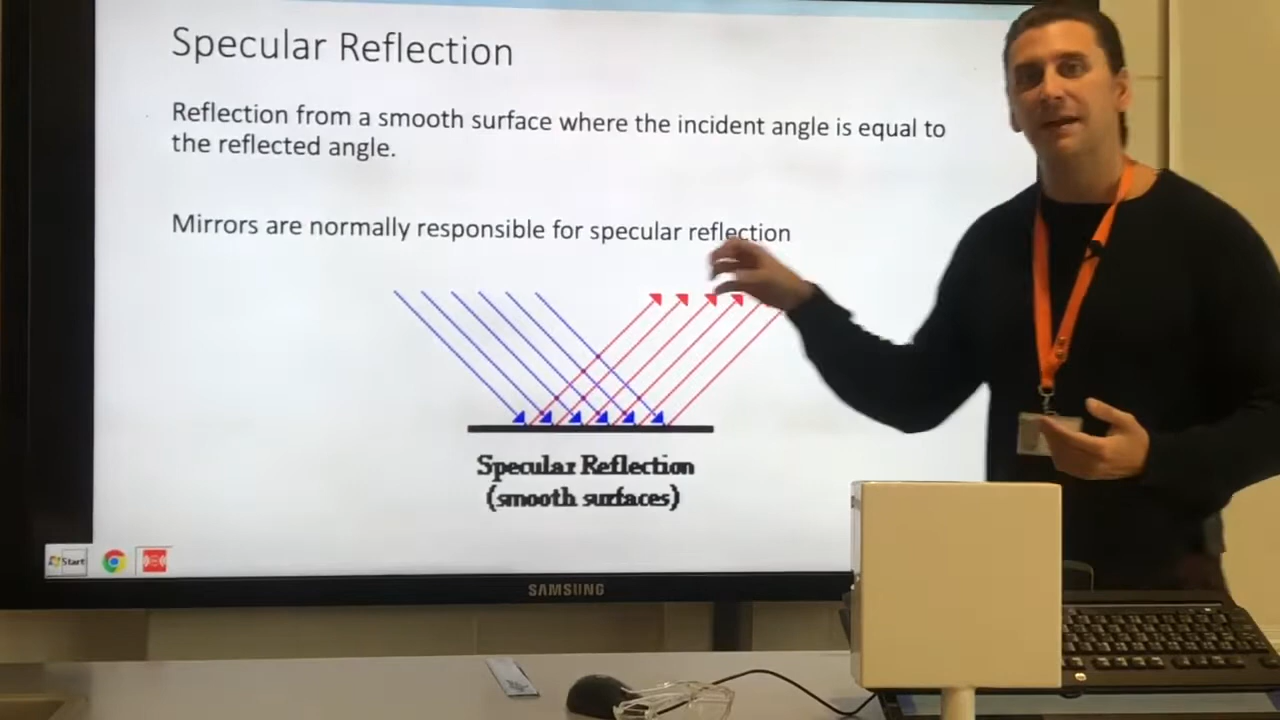 Specular Reflection
Reflection from a smooth surface where the incident angle is equal to
the reflected angle.
Mirrors are normally responsible for specular reflection
Specular Reflection
(smooth surfaces)
Start
SAMSUNG